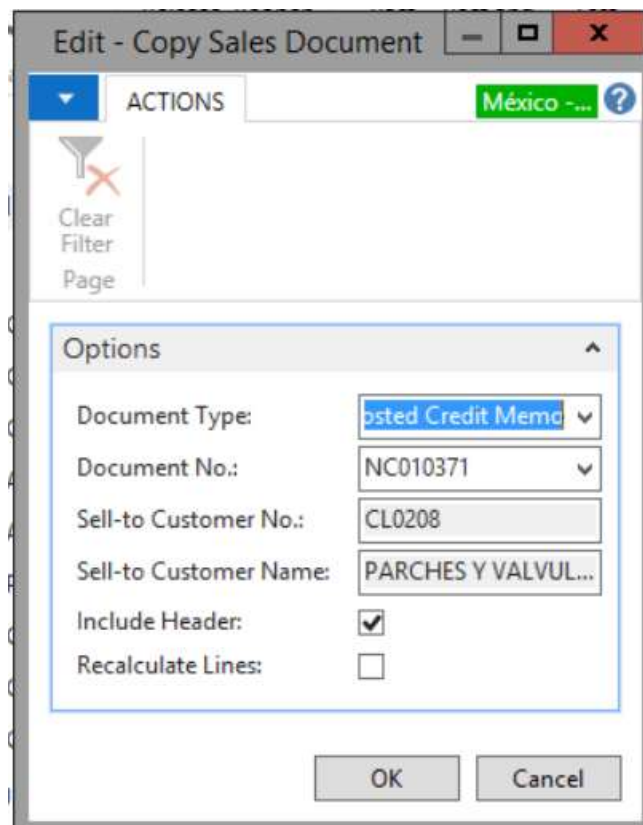 Edit - Copy Sales Document
ACTIONS
México -...
?
Clear
Filter
Page
Options
Document Type:
osted Credit Memo
Document No.:
NC010371
Sell-to Customer No.:
CL0208
Sell-to Customer Name:
PARCHES Y VALVUL...
Include Header:
Recalculate Lines:
OK
Cancel